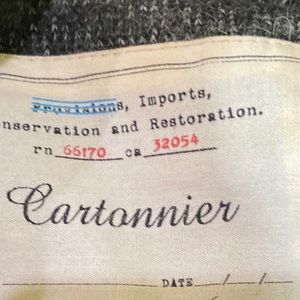 Provisions, Imports,
nservation and Restoration.
rn 66170 ca 32054
Cartonnier
DATE / /